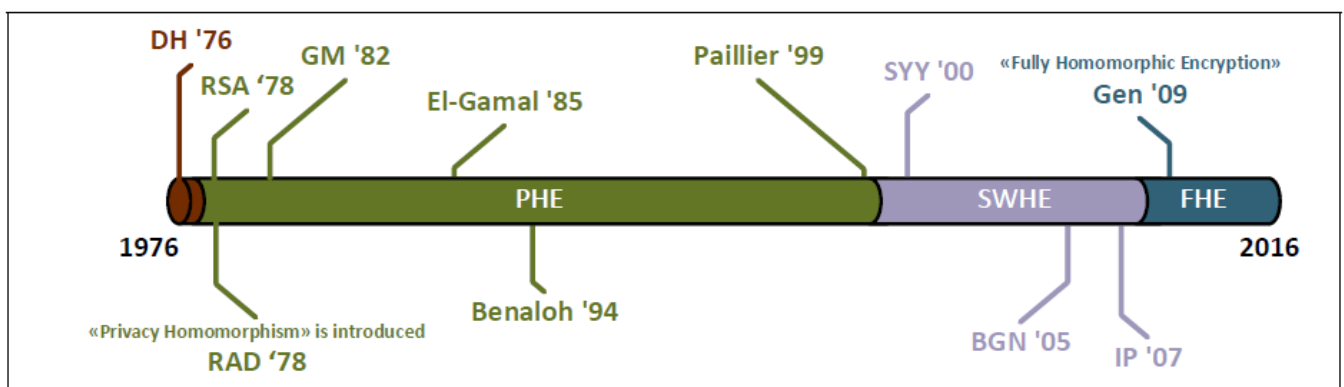 DH '76
GM '82
Paillier '99
SYY '00
«Fully Homomorphic Encryption»
Gen '09
RSA ‘78
El-Gamal '85
PHE
SWHE
FHE
1976
2016
«Privacy Homomorphism» is introduced
RAD ‘78
Benaloh '94
BGN '05
IP '07